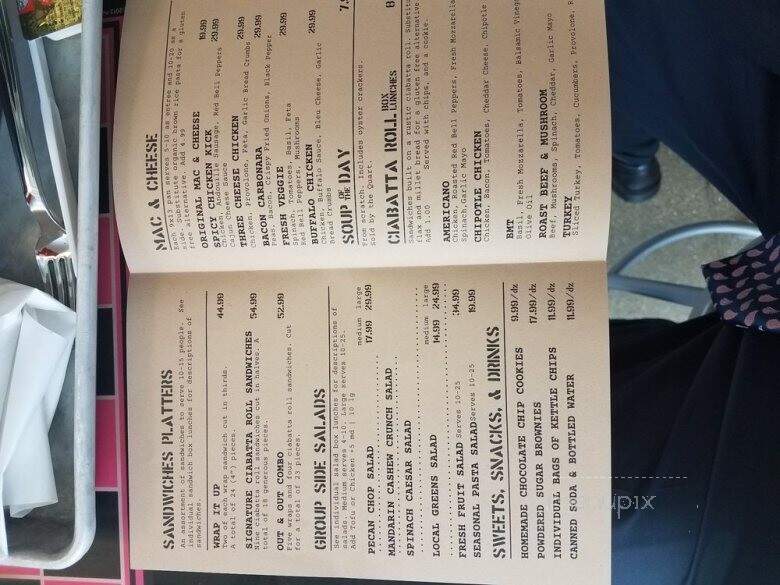 SANDWICHES PLATTERS
An assortment of sandwiches to serve 10-15 people. See
individual sandwich box lunches for descriptions of
sandwiches.
WRAP IT UP 44.99
Two of each wrap sandwich cut in thirds.
A total of 24 (4") pieces.
SIGNATURE CIABATTA ROLL SANDWICHES 54.99
Nine ciabatta roll sandwiches cut in halves. A
total of 18 generous pieces.
OUT & OUT COMBO 52.99
Five wraps and four ciabatta roll sandwiches. Cut
for a total of 23 pieces.
GROUP SIDE SALADS
See individual salad box lunches for descriptions of
salads. Medium serves 4-10. Large serves 10-25.
Add Tofu or Chicken +5 md | 10 lg
medium large
PECAN CHOP SALAD 17.99 29.99
MANDARIN CASHEW CRUNCH SALAD
SPINACH CAESAR SALAD
medium large
LOCAL GREENS SALAD 14.99 24.99
FRESH FRUIT SALAD Serves 10-25 34.99
SEASONAL PASTA SALAD Serves 10-25 19.99
SWEETS, SNACKS, & DRINKS
HOMEMADE CHOCOLATE CHIP COOKIES 9.99/dz
POWDERED SUGAR BROWNIES 17.99/dz
INDIVIDUAL BAGS OF KETTLE CHIPS 11.99/dz
CANNED SODA & BOTTLED WATER 11.99/dz
MAC & CHEESE
Each 9x13 pan serves 5-10 as entree and 10-20 as a
side. Substitute organic brown rice pasta for a gluten
free alternative. Add 4.99
ORIGINAL MAC & CHEESE 19.99
SPICY CHICKEN KICK 29.99
Chicken, Andouille Sausage, Red Bell Peppers
Cajun Cheese Sauce
THREE CHEESE CHICKEN 29.99
Chicken, Provolone, Feta, Garlic Bread Crumbs
BACON CARBONARA 29.99
Peas, Bacon, Crispy Fried Onions, Black Pepper
FRESH VEGGIE 29.99
Spinach, Tomatoes, Basil, Feta
Red Bell Peppers, Mushrooms
BUFFALO CHICKEN 29.99
Chicken, Buffalo Sauce, Bleu Cheese, Garlic
Bread Crumbs
SOUP OF THE DAY
From scratch. Includes oyster crackers.
Sold by the Quart.
CIABATTA ROLL BOX LUNCHES
Sandwiches built on a rustic ciabatta roll. Substitu
flax and millet bread for a gluten free alternative
Add 1.00 Served with chips, and a cookie.
AMERICANO
Chicken, Roasted Red Bell Peppers, Fresh Mozzarella
Spinach, Garlic Mayo
CHIPOTLE CHICKEN
Chicken, Bacon, Tomatoes, Cheddar Cheese, Chipotle
BMT
Basil, Fresh Mozzarella, Tomatoes, Balsamic Vineg
Olive Oil
ROAST BEEF & MUSHROOM
Beef, Mushrooms, Spinach, Cheddar, Garlic Mayo
TURKEY
Sliced Turkey, Tomatoes, Cucumbers, Provolone, R